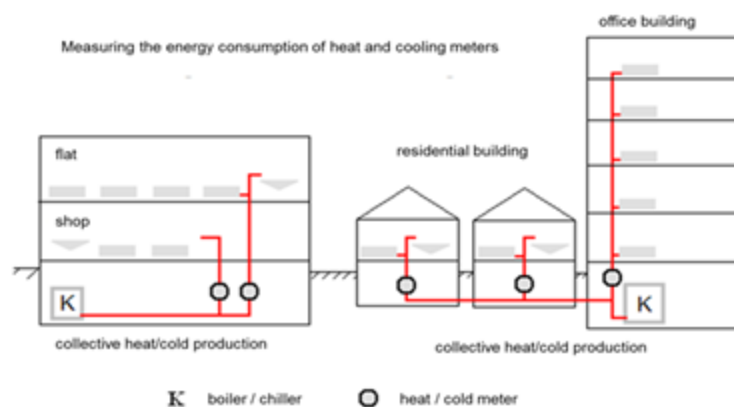 office building
Measuring the energy consumption of heat and cooling meters
flat
residential building
shop
K
K
collective heat/cold production
collective heat/cold production
K boiler / chiller
heat / cold meter